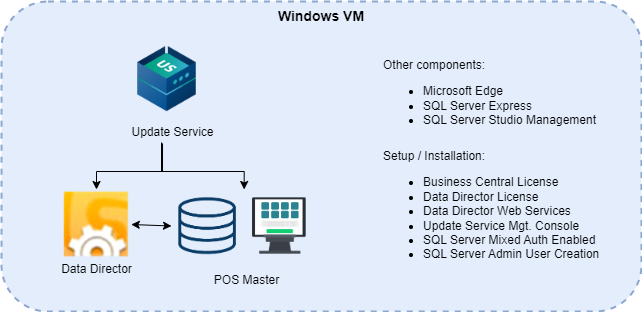 Windows VM
US
Update Service
Data Director
POS Master
Other components:
Microsoft Edge
SQL Server Express
SQL Server Studio Management
Setup / Installation:
Business Central License
Data Director License
Data Director Web Services
Update Service Mgt. Console
SQL Server Mixed Auth Enabled
SQL Server Admin User Creation